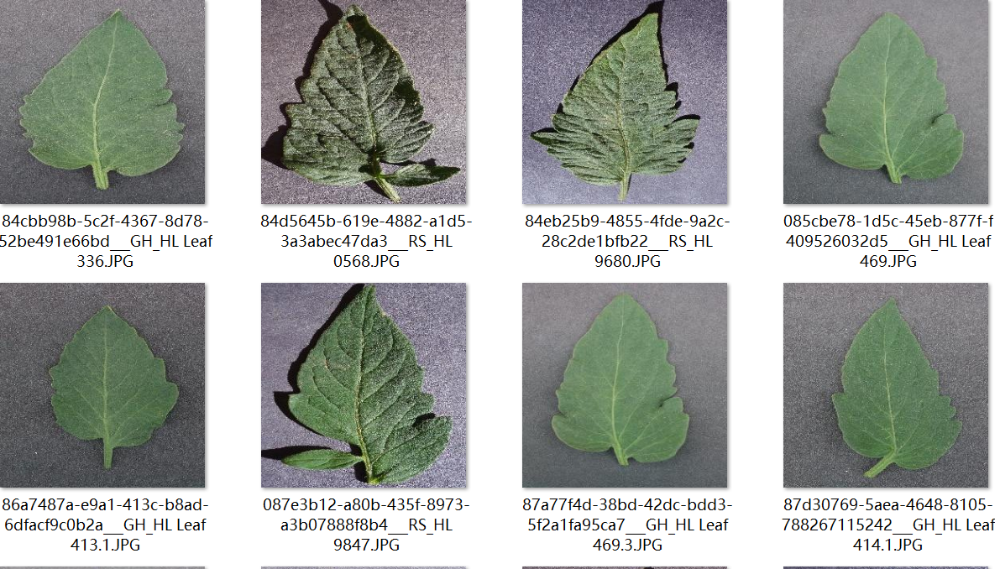 84cbb98b-5c2f-4367-8d78-
52be491e66bd___GH_HL Leaf
336.JPG
84d5645b-619e-4882-a1d5-
3a3abec47da3___RS_HL
0568.JPG
84eb25b9-4855-4fde-9a2c-
28c2de1bfb22___RS_HL
9680.JPG
085cbe78-1d5c-45eb-877f-f
409526032d5___GH_HL Leaf
469.JPG
86a7487a-e9a1-413c-b8ad-
6dfacf9c0b2a___GH_HL Leaf
413.1.JPG
087e3b12-a80b-435f-8973-
a3b07888f8b4___RS_HL
9847.JPG
87a77f4d-38bd-42dc-bdd3-
5f2a1fa95ca7___GH_HL Leaf
469.3.JPG
87d30769-5aea-4648-8105-
788267115242___GH_HL Leaf
414.1.JPG